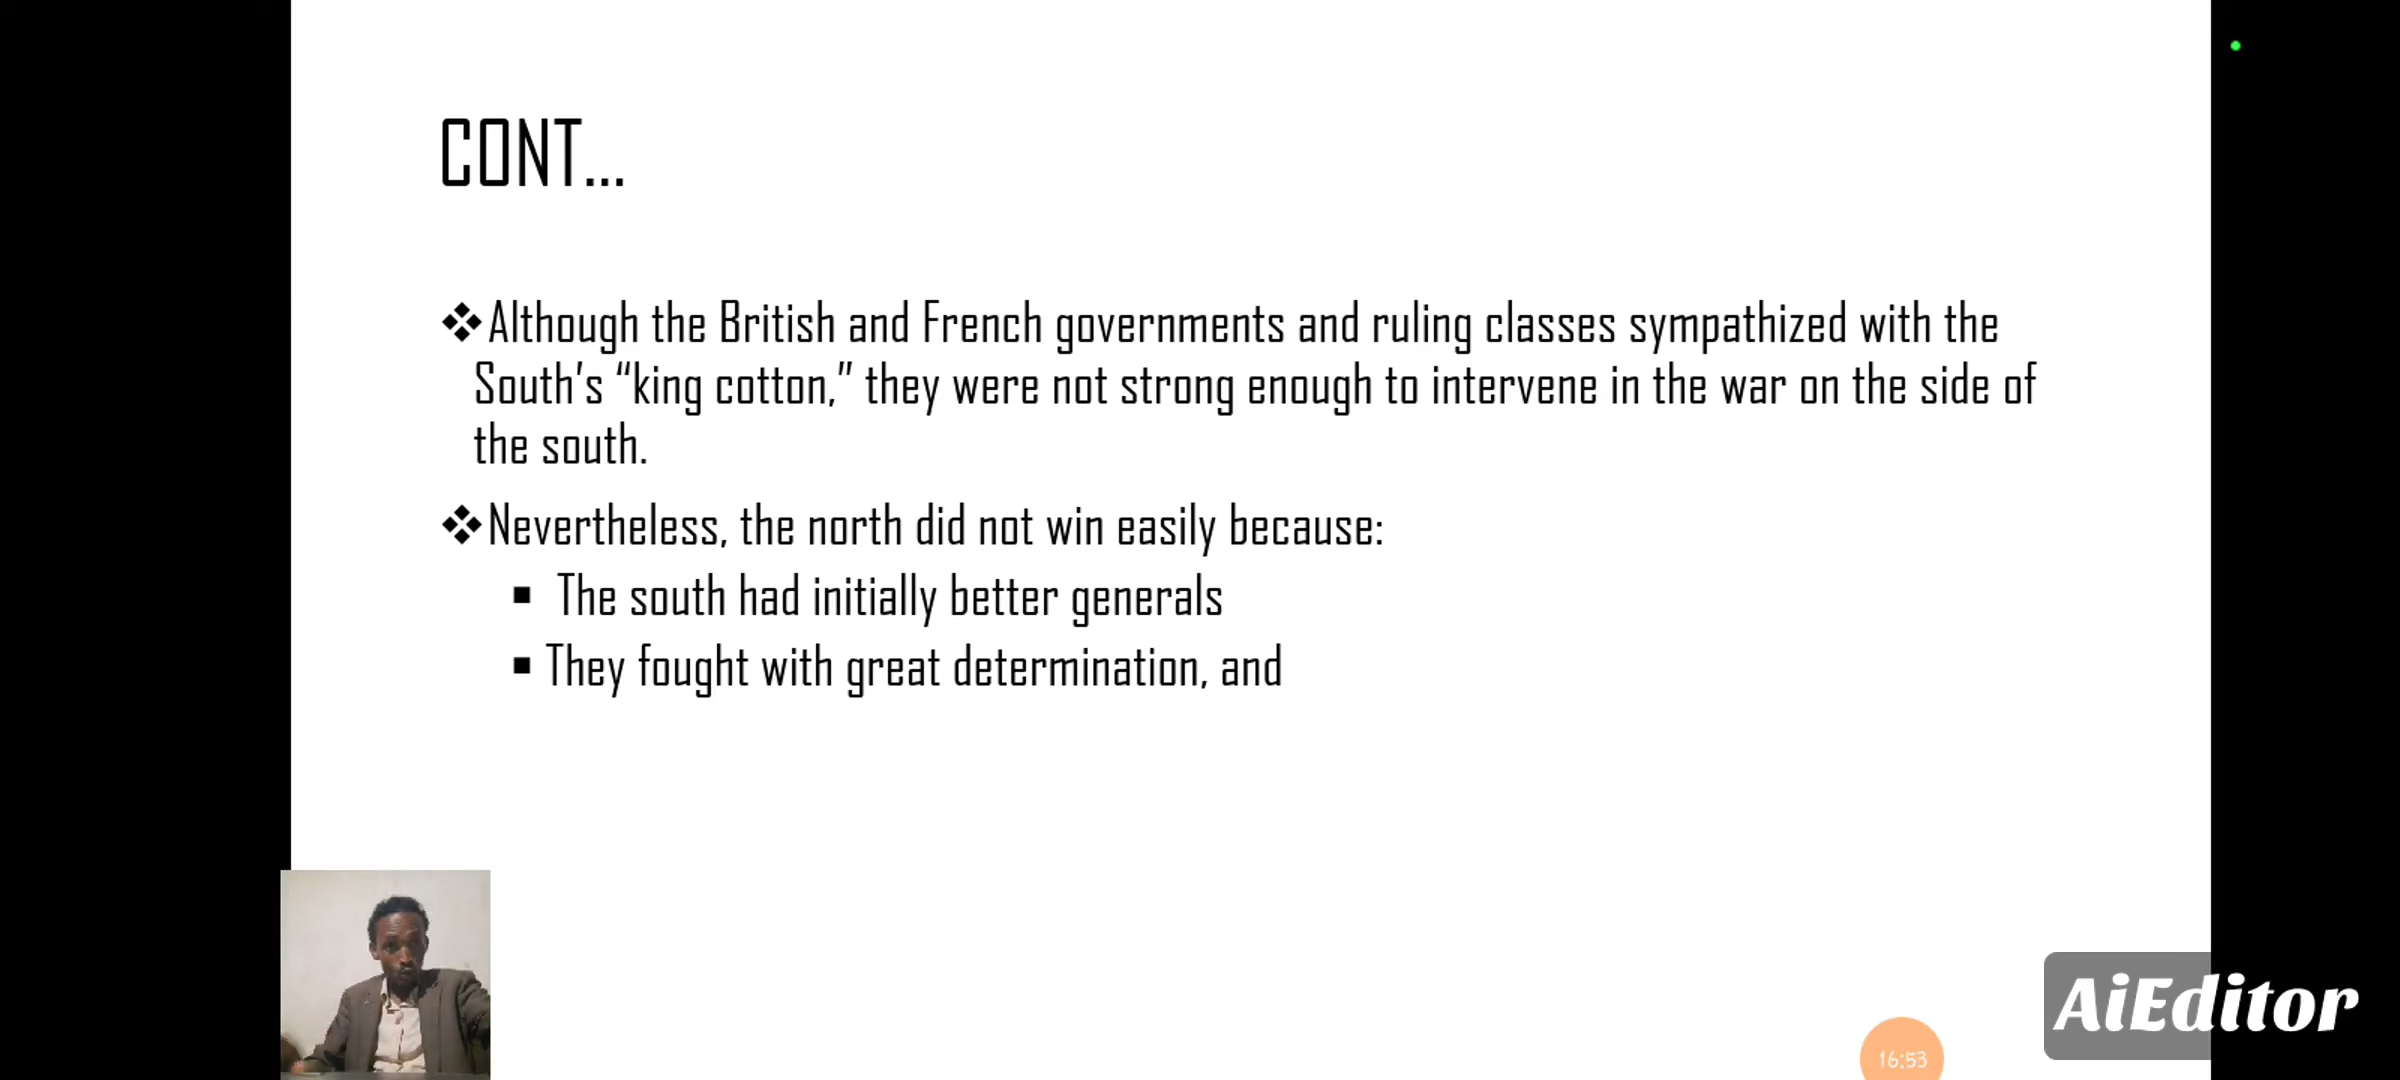 CONT...
❖Although the British and French governments and ruling classes sympathized with the
South's “king cotton,” they were not strong enough to intervene in the war on the side of
the south.
❖Nevertheless, the north did not win easily because:
▪ The south had initially better generals
▪ They fought with great determination, and
AiEditor
16:53